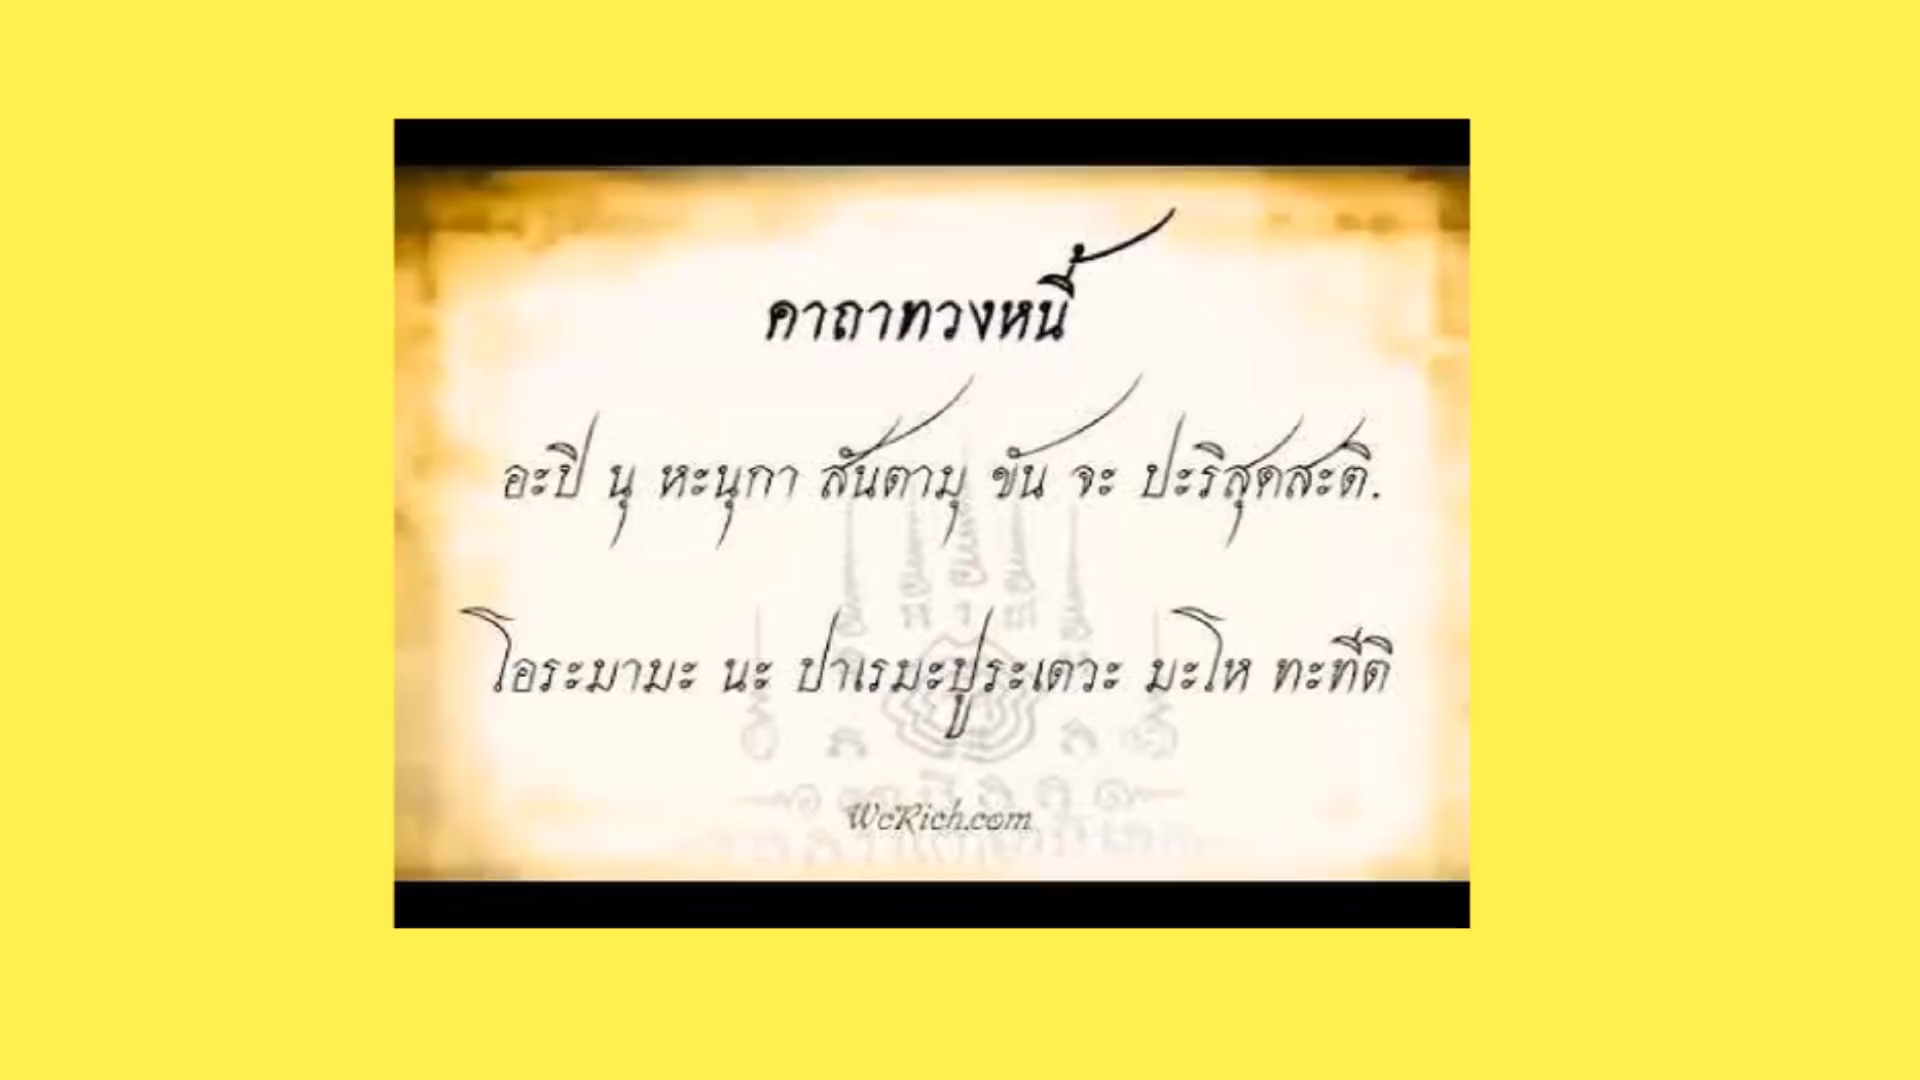 คาถาทวงหนี้
อะปิ นุ หะนุกา สันตามุ ขัน จะ ปะริสุดสะติ.
โอระมามะ นะ ปาเรมะปูระเตวะ มะโห ทะทีติ
WeRich.com